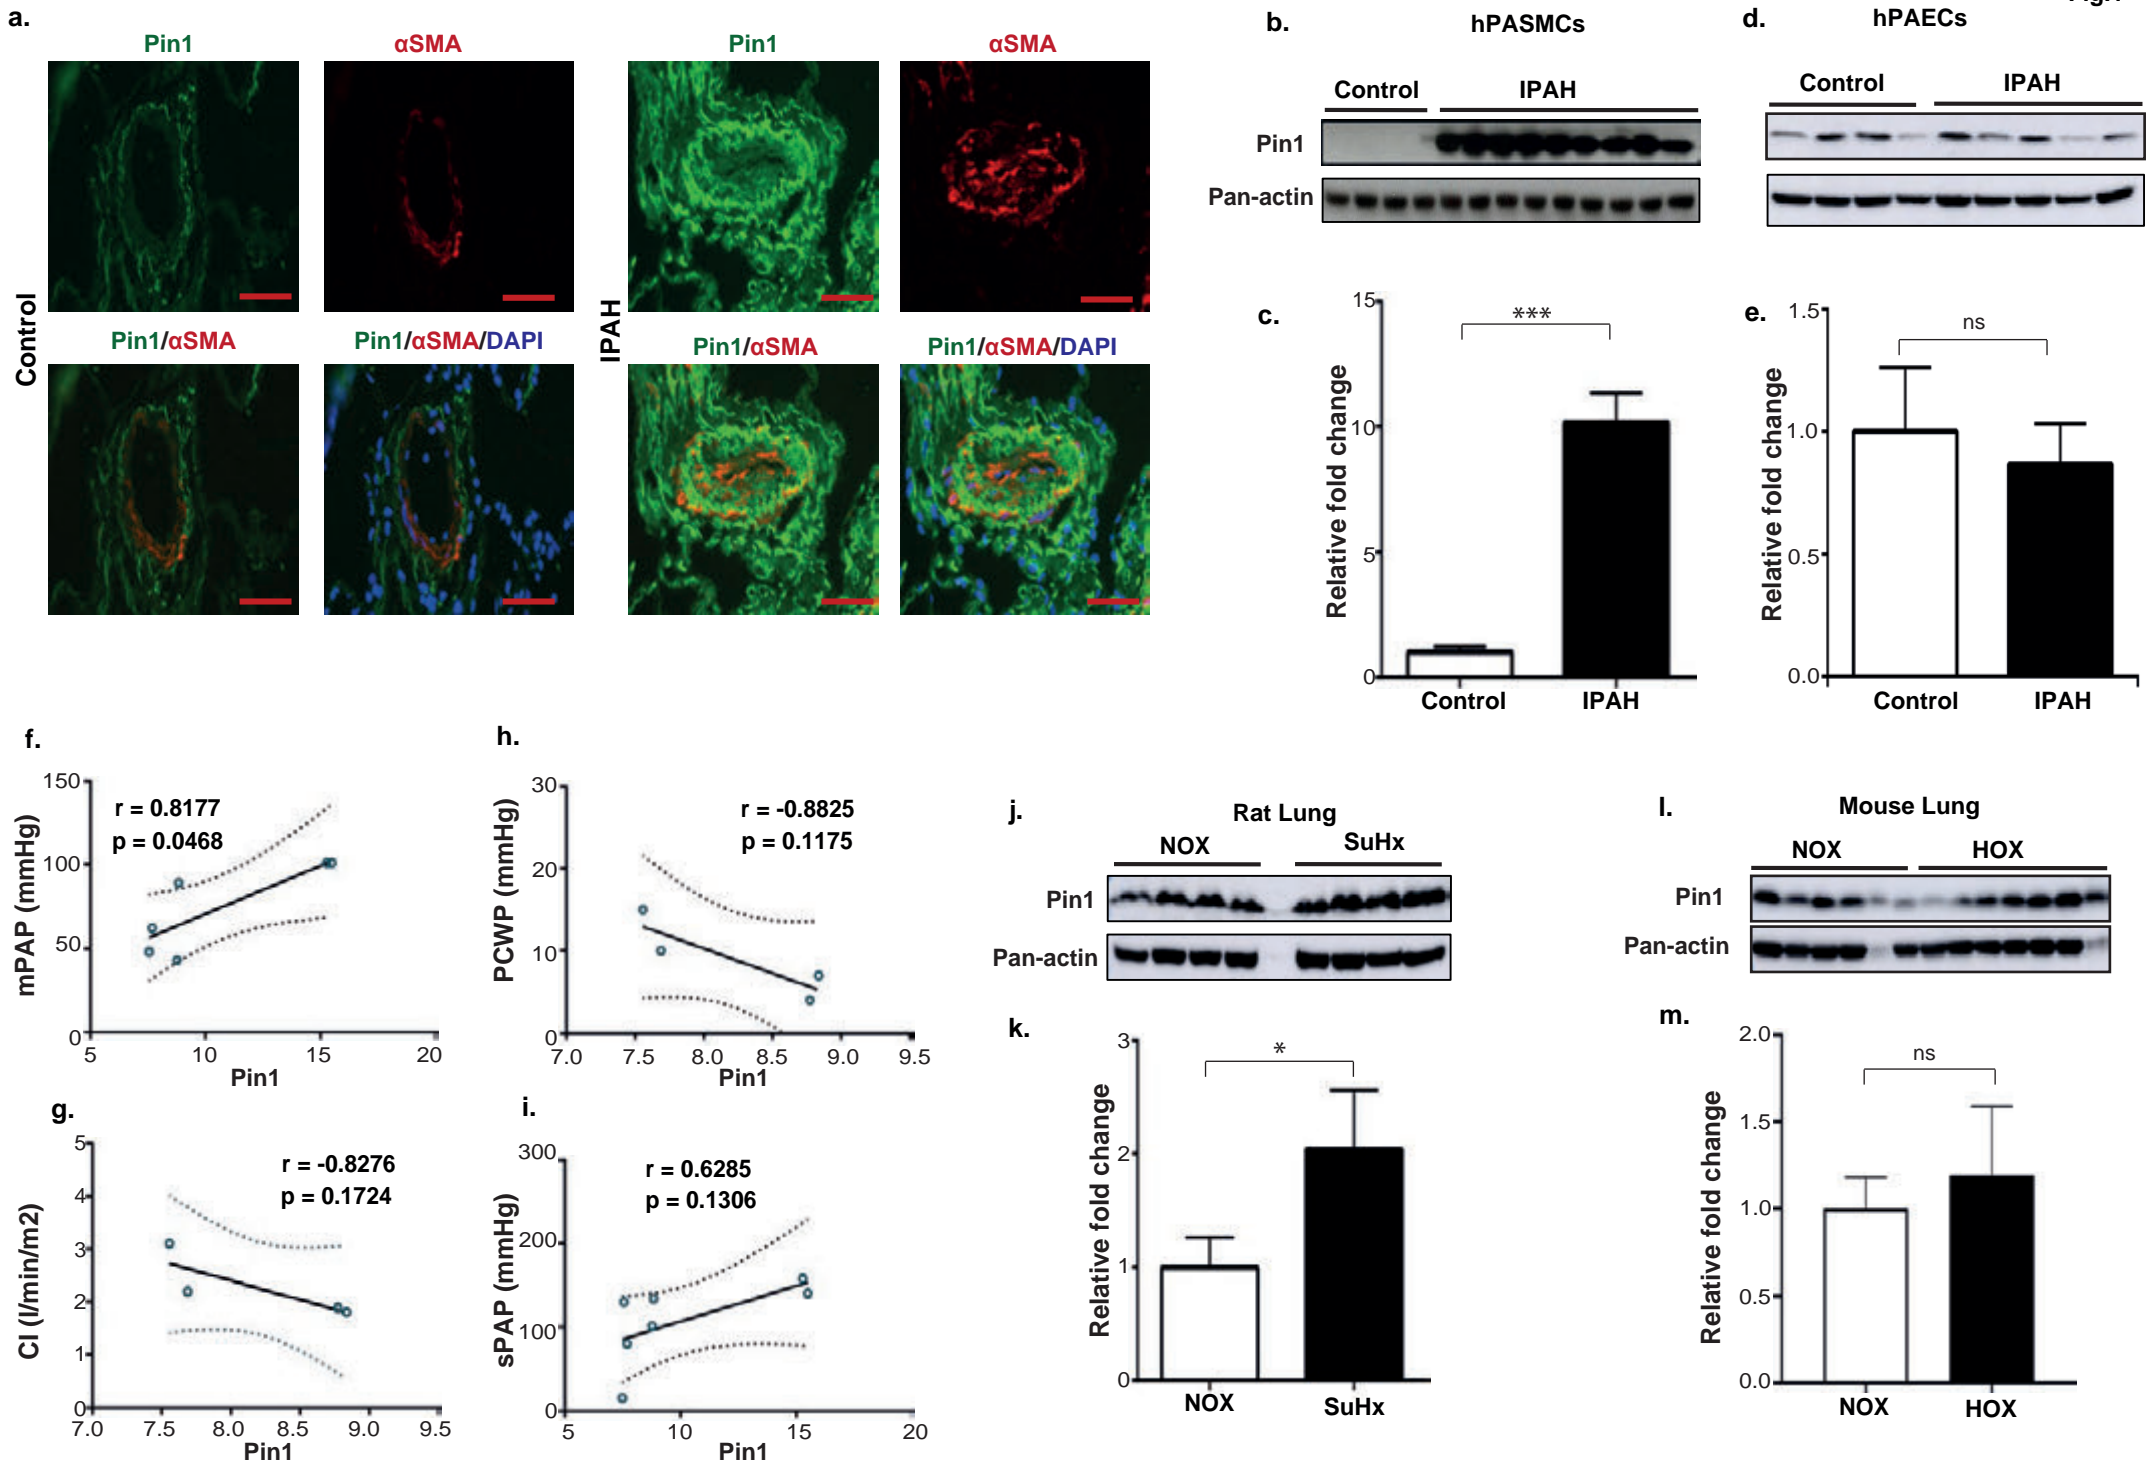 a.
Pin1
αSMA
Pin1
αSMA
Control
IPAH
Pin1/αSMA
Pin1/αSMA/DAPI
Pin1/αSMA
Pin1/αSMA/DAPI
b.
hPASMCs
Control
IPAH
Pin1
Pan-actin
d.
hPAECs
Control
IPAH
c.
15
10
5
0
Relative fold change
***
Control
IPAH
e.
1.5
1.0
0.5
0.0
Relative fold change
ns
Control
IPAH
f.
150
100
50
0
mPAP (mmHg)
r = 0.8177
p = 0.0468
5
10
15
20
Pin1
h.
30
20
10
0
PCWP (mmHg)
r = -0.8825
p = 0.1175
7.0
7.5
8.0
8.5
9.0
9.5
Pin1
g.
5
4
3
2
1
0
CI (l/min/m2)
r = -0.8276
p = 0.1724
7.0
7.5
8.0
8.5
9.0
9.5
Pin1
i.
300
200
100
0
sPAP (mmHg)
r = 0.6285
p = 0.1306
5
10
15
20
Pin1
j.
Rat Lung
NOX
SuHx
Pin1
Pan-actin
k.
3
2
1
0
Relative fold change
*
NOX
SuHx
l.
Mouse Lung
NOX
HOX
Pin1
Pan-actin
m.
2.0
1.5
1.0
0.5
0.0
Relative fold change
ns
NOX
HOX